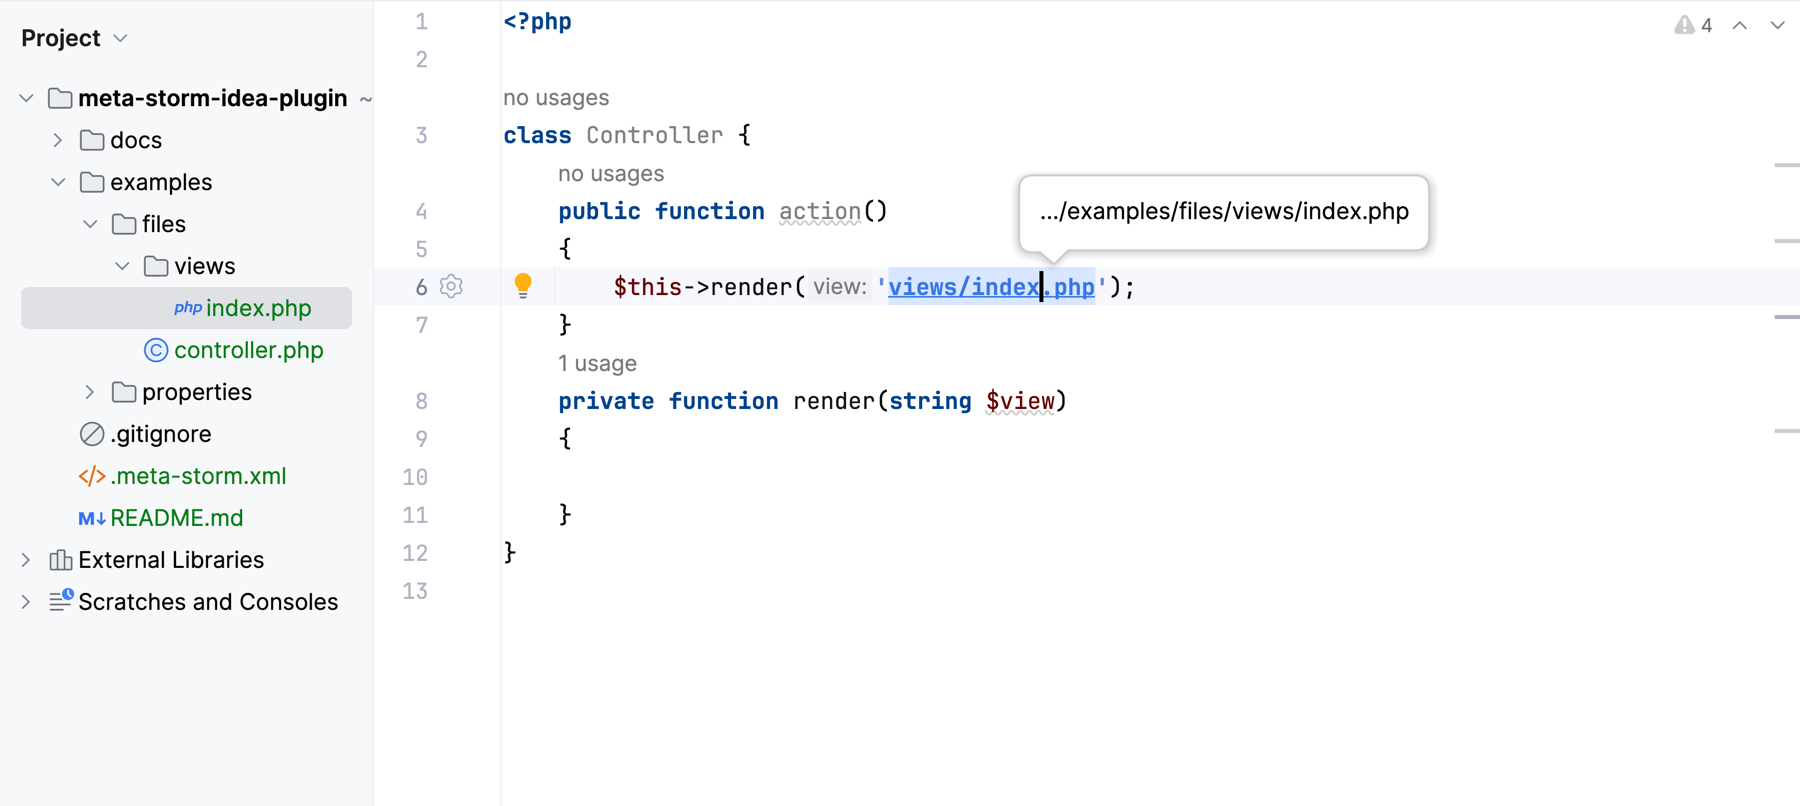 Project
meta-storm-idea-plugin ~
docs
examples
files
views
php index.php
C controller.php
properties
.gitignore
</> .meta-storm.xml
M↓ README.md
External Libraries
Scratches and Consoles
4
1 <?php
2
no usages
3 class Controller {
no usages
4 public function action()
5 {
.../examples/files/views/index.php
6 $this->render( view: 'views/index.php');
7 }
1 usage
8 private function render(string $view)
9 {
10
11 }
12 }
13